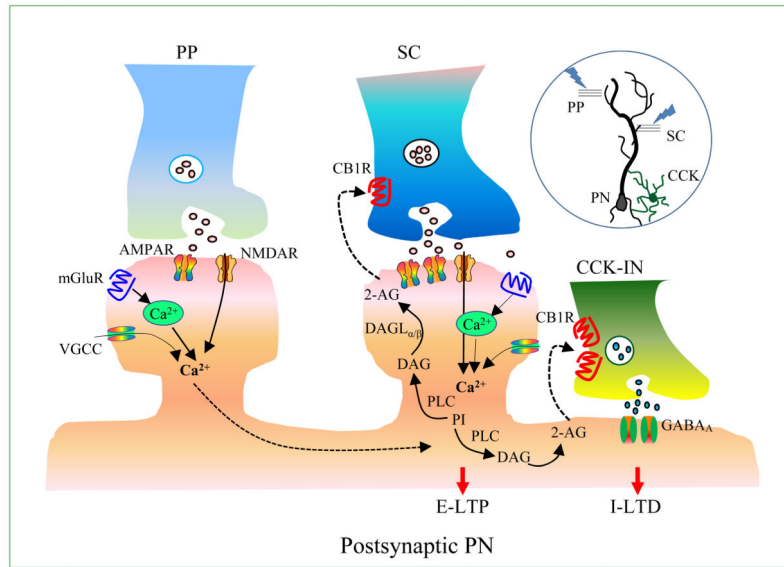 PP
SC
PP
SC
CCK
PN
CB1R
AMPAR
NMDAR
mGluR
Ca²⁺
VGCC
Ca²⁺
2-AG
DAGLα/β
DAG
PLC
PI
PLC
DAG
2-AG
Ca²⁺
Ca²⁺
CCK-IN
CB1R
GABAA
E-LTP
I-LTD
Postsynaptic PN